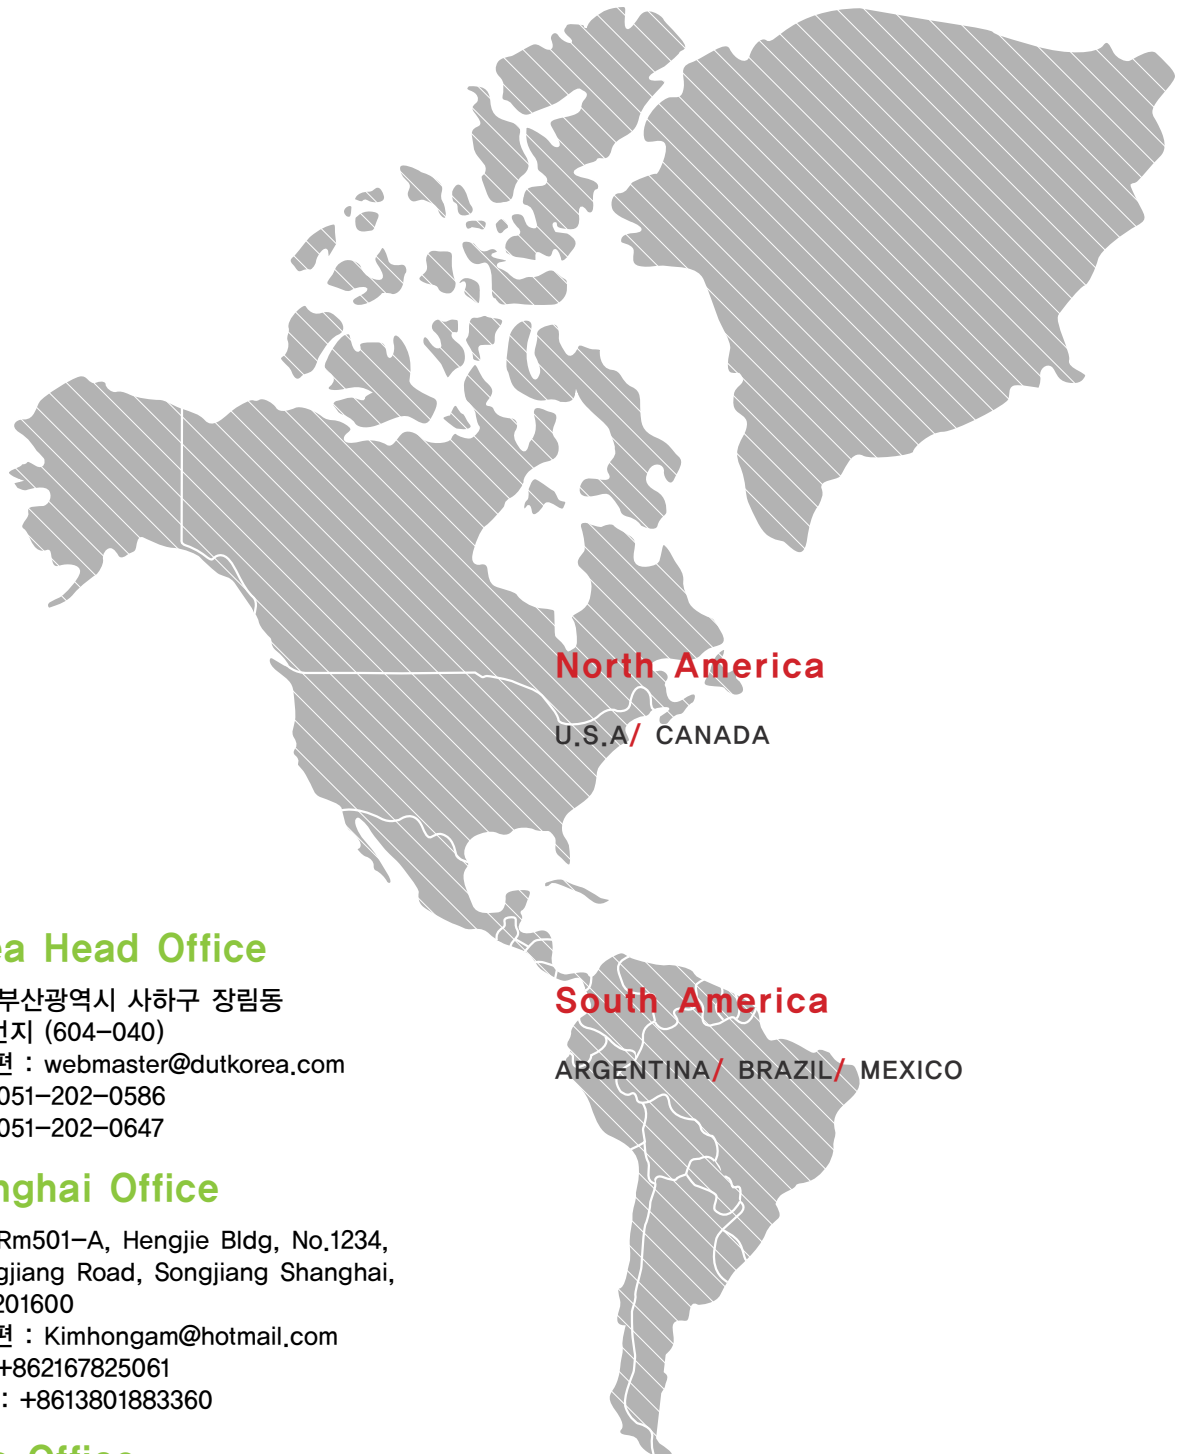 North America
U.S.A/ CANADA
South America
ARGENTINA/ BRAZIL/ MEXICO
ea Head Office
부산광역시 사하구 장림동
번지 (604-040)
편 : webmaster@dutkorea.com
051-202-0586
051-202-0647
nghai Office
Rm501-A, Hengjie Bldg, No.1234,
gjiang Road, Songjiang Shanghai,
201600
편 : Kimhongam@hotmail.com
+862167825061
: +8613801883360
Office